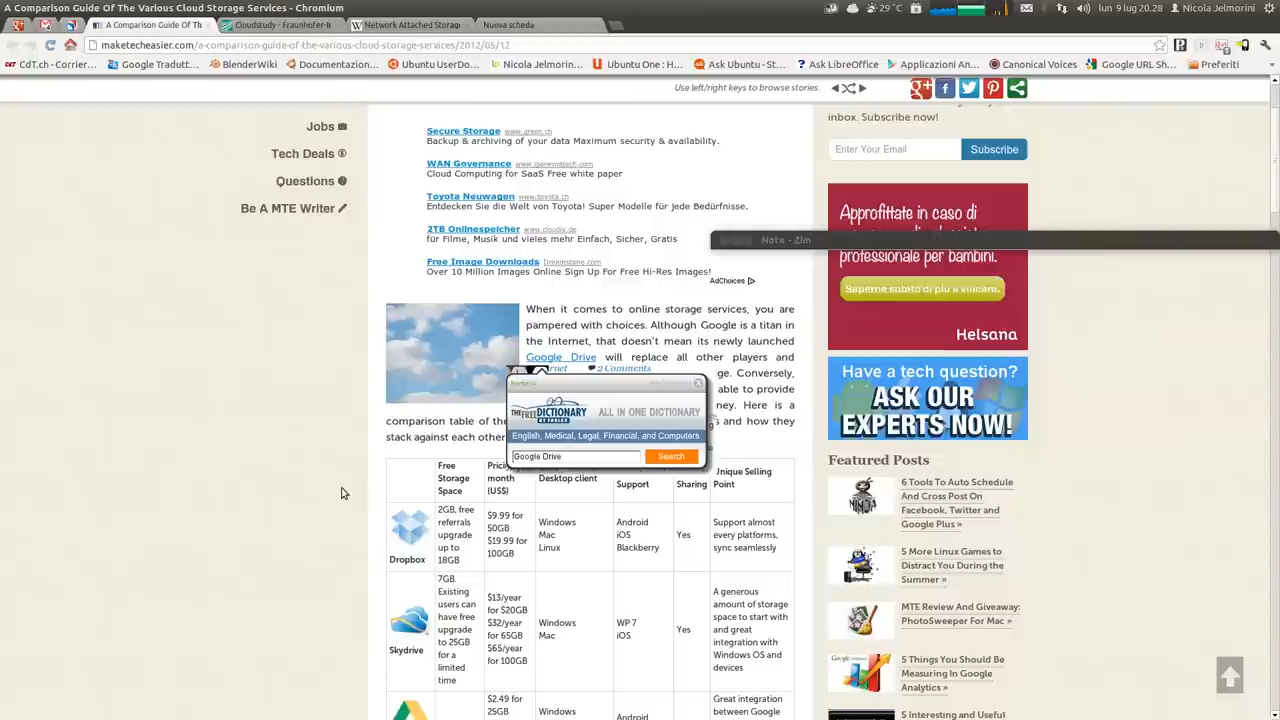 A Comparison Guide Of The Various Cloud Storage Services - Chromium
29°C
lun 9 lug 20.28
Nicola Jelmorini
A Comparison Guide Of Th
Cloudstudy - Fraunhofer-I
Network Attached Storag
Nuova scheda
maketecheasier.com/a-comparison-guide-of-the-various-cloud-storage-services/2012/05/12
CdT.ch - Corrier...
Google Tradutt...
BlenderWiki
Documentazion...
Ubuntu UserDo...
Nicola Jelmorin...
Ubuntu One : H...
Ask Ubuntu - St...
Ask LibreOffice
Applicazioni An...
Canonical Voices
Google URL Sh...
Preferiti
Use left/right keys to browse stories.
Jobs
Tech Deals
Questions
Be A MTE Writer
Secure Storage www.green.ch
Backup & archiving of your data Maximum security & availability.
WAN Governance
Cloud Computing for SaaS Free white paper
Toyota Neuwagen www.toyota.ch
Entdecken Sie die Welt von Toyota! Super Modelle für jede Bedürfnisse.
2TB Onlinespeicher www.cloudiv.de
für Filme, Musik und vieles mehr Einfach, Sicher, Gratis
Free Image Downloads Dreamstime.com
Over 10 Million Images Online Sign Up For Free Hi-Res Images!
AdChoices
When it comes to online storage services, you are
pampered with choices. Although Google is a titan in
the Internet, that doesn't mean its newly launched
Google Drive will replace all other players and
rnet 2 Comments
ge. Conversely,
able to provide
ney. Here is a
comparison table of the
s and how they
stack against each other
THE FREE DICTIONARY BY FARLEX
ALL IN ONE DICTIONARY
English, Medical, Legal, Financial, and Computers
Google Drive
Search
Free
Storage
Space
month
(US$)
Desktop client
Support
Sharing
Unique Selling
Point
Dropbox
2GB, free
referrals
upgrade
up to
18GB
$9.99 for
50GB
$19.99 for
100GB
Windows
Mac
Linux
Android
iOS
Blackberry
Yes
Support almost
every platforms,
sync seamlessly
Skydrive
7GB.
Existing
users can
have free
upgrade
to 25GB
for a
limited
time
$13/year
for $20GB
$32/year
for 65GB
$65/year
for 100GB
Windows
Mac
WP 7
iOS
Yes
A generous
amount of storage
space to start with
and great
integration with
Windows OS and
devices
$2.49 for
25GB
Windows
Android
Great integration
between Google
inbox. Subscribe now!
Enter Your Email
Subscribe
Approfittate in caso di
Note - Zim
professionale per bambini.
Saperne subito di più a vincere.
Helsana
Have a tech question?
ASK OUR
EXPERTS NOW!
Featured Posts
6 Tools To Auto Schedule
And Cross Post On
Facebook, Twitter and
Google Plus »
5 More Linux Games to
Distract You During the
Summer »
MTE Review And Giveaway:
PhotoSweeper For Mac »
5 Things You Should Be
Measuring In Google
Analytics »
5 Interesting and Useful